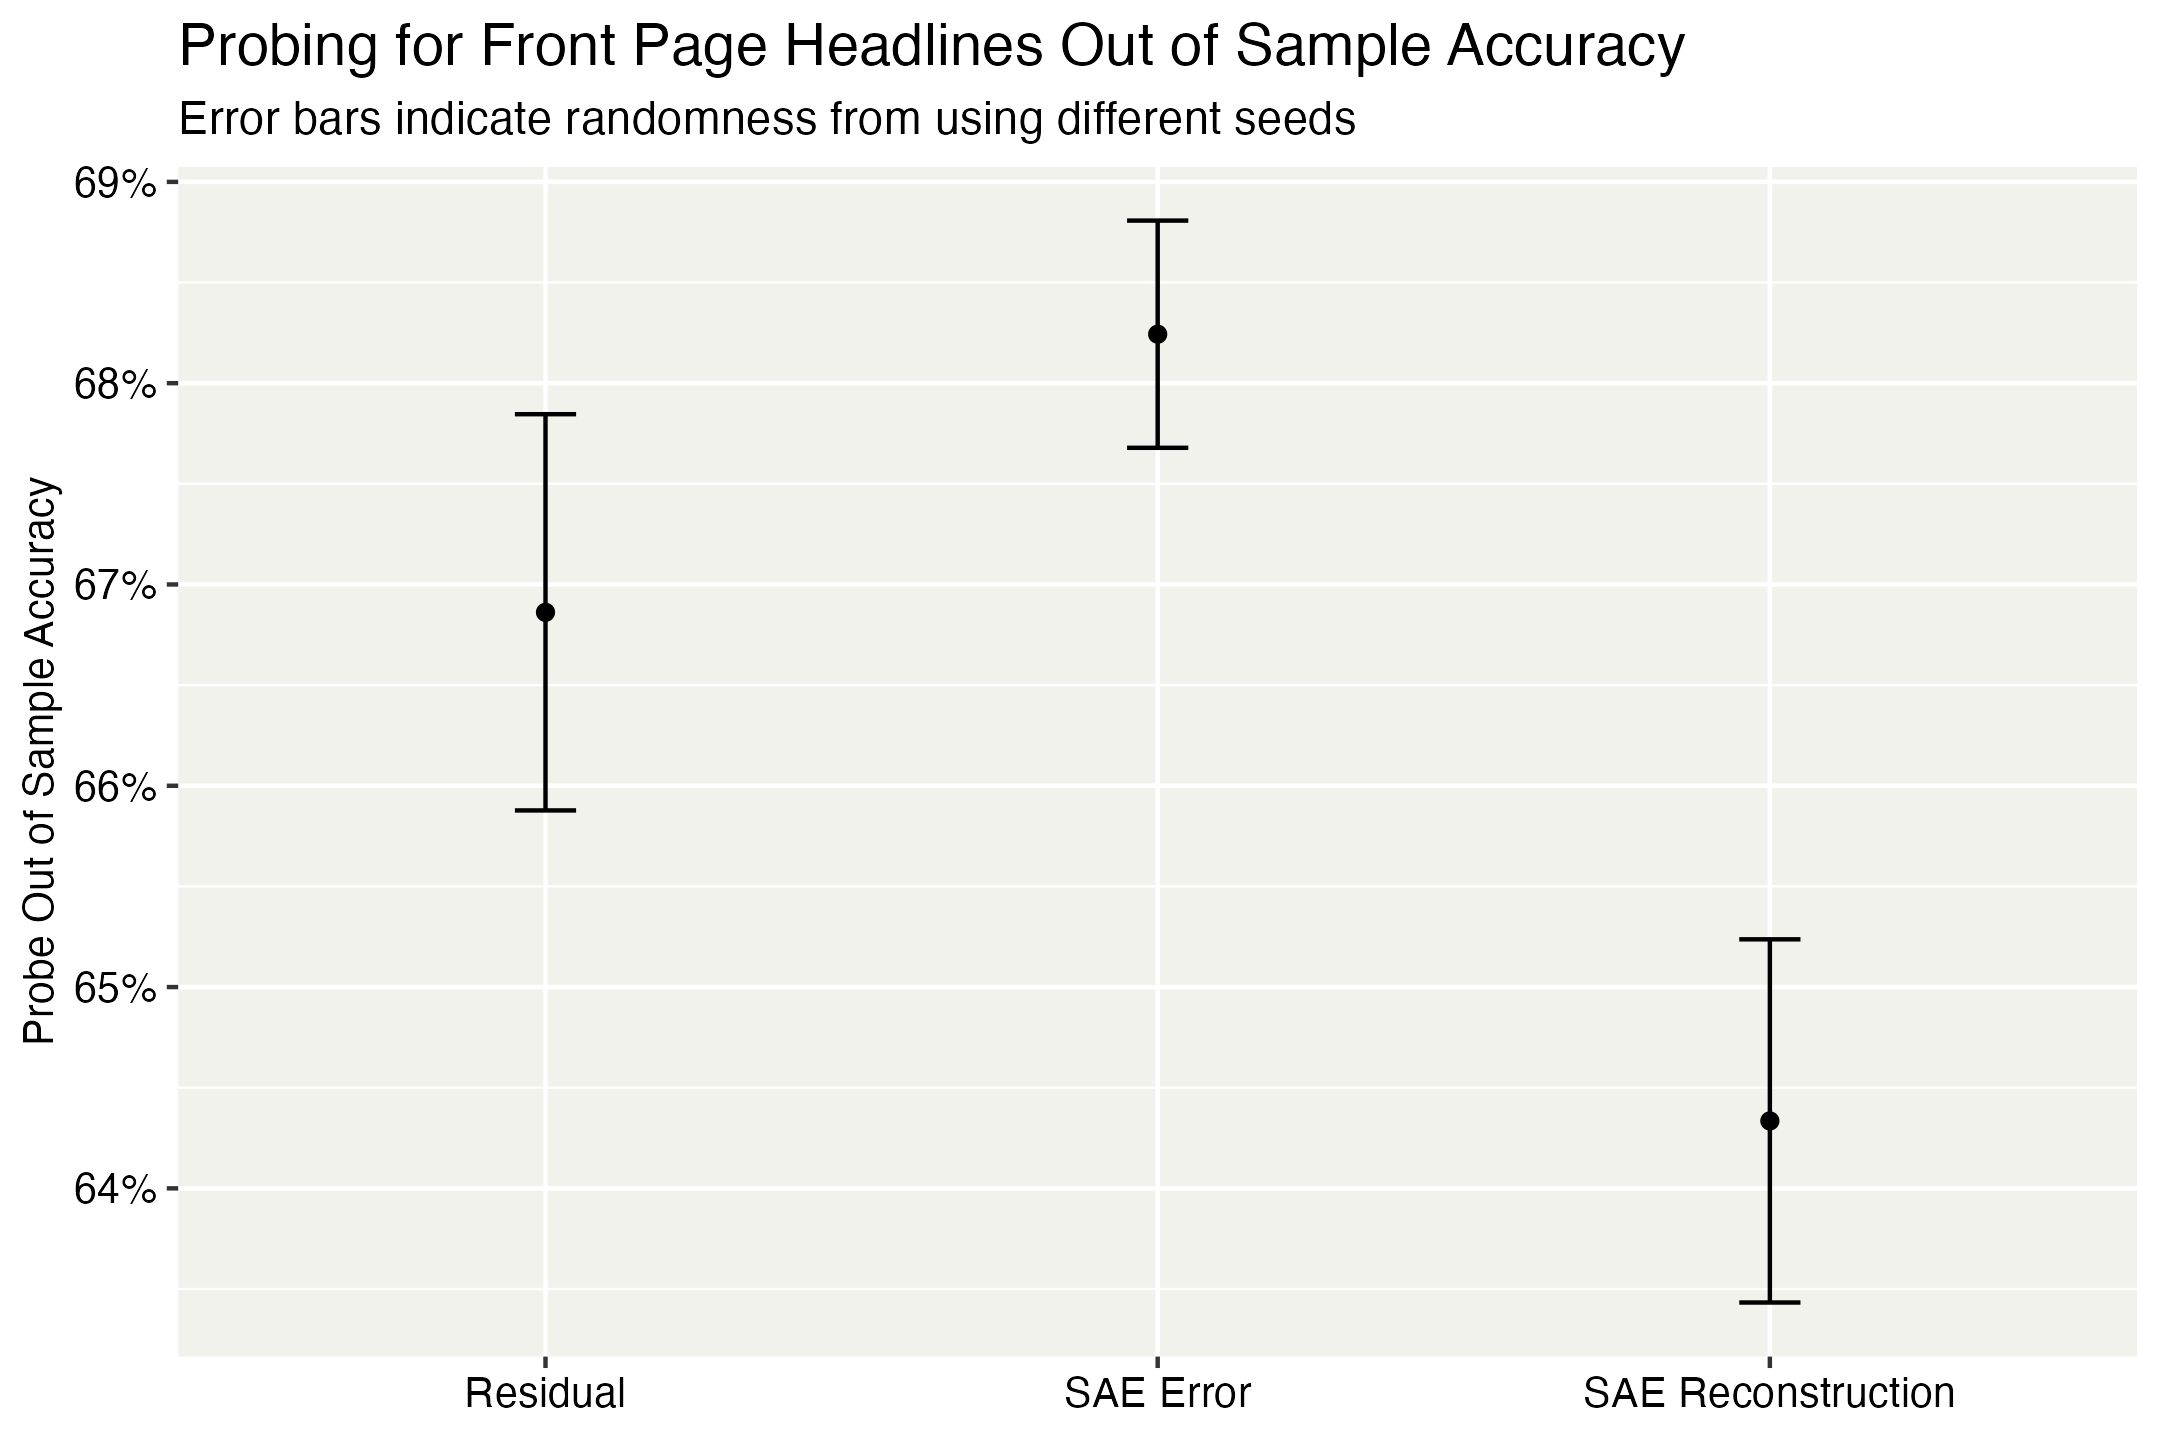 Probing for Front Page Headlines Out of Sample Accuracy
Error bars indicate randomness from using different seeds
Probe Out of Sample Accuracy
69%
68%
67%
66%
65%
64%
Residual
SAE Error
SAE Reconstruction